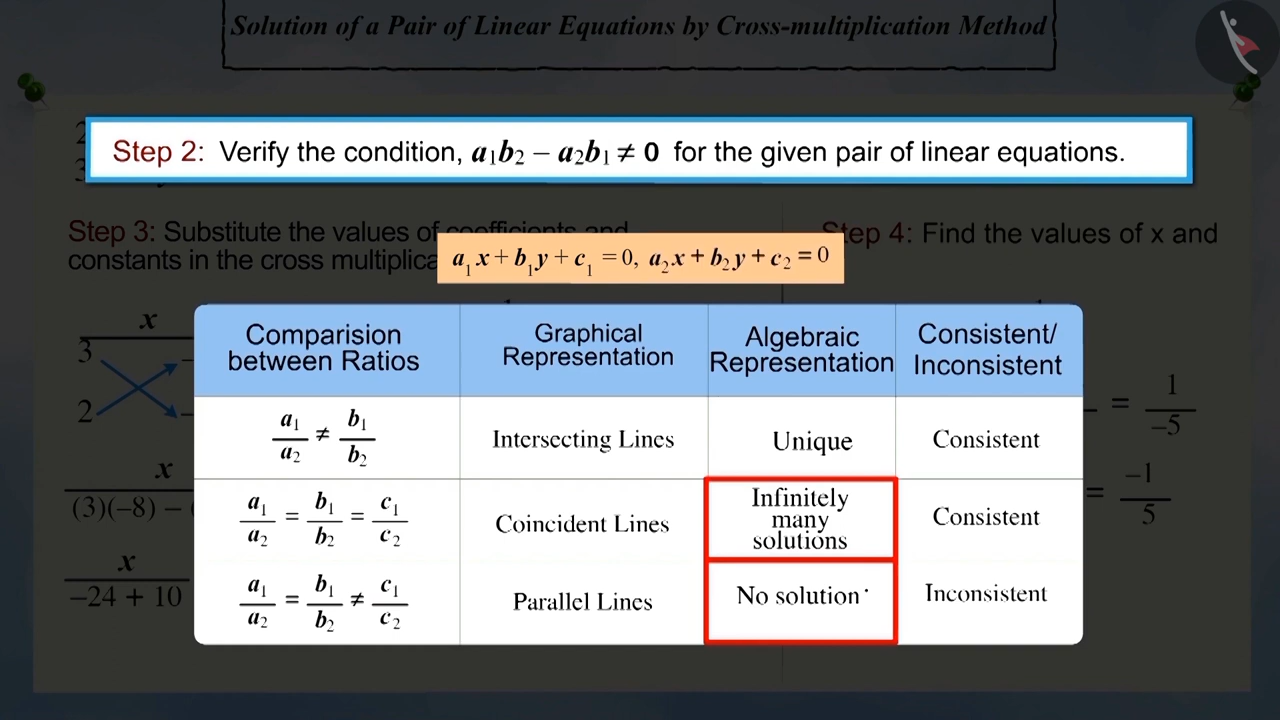 Solution of a Pair of Linear Equations by Cross-multiplication Method
Step 2: Verify the condition, a₁b₂ – a₂b₁ ≠ 0 for the given pair of linear equations.
Step 3: Substitute the values of coefficients and
constants in the cross
Step 4: Find the values of x and
a₁x + b₁y + c₁ = 0, a₂x + b₂y + c₂ = 0
Comparision between Ratios
Graphical Representation
Algebraic Representation
Consistent/ Inconsistent
a₁/a₂ ≠ b₁/b₂
Intersecting Lines
Unique
Consistent
a₁/a₂ = b₁/b₂ = c₁/c₂
Coincident Lines
Infinitely many solutions
Consistent
a₁/a₂ = b₁/b₂ ≠ c₁/c₂
Parallel Lines
No solution
Inconsistent
x
3
2
x
(3)(–8) –
x
–24 + 10
= 1/–5
= –1/5